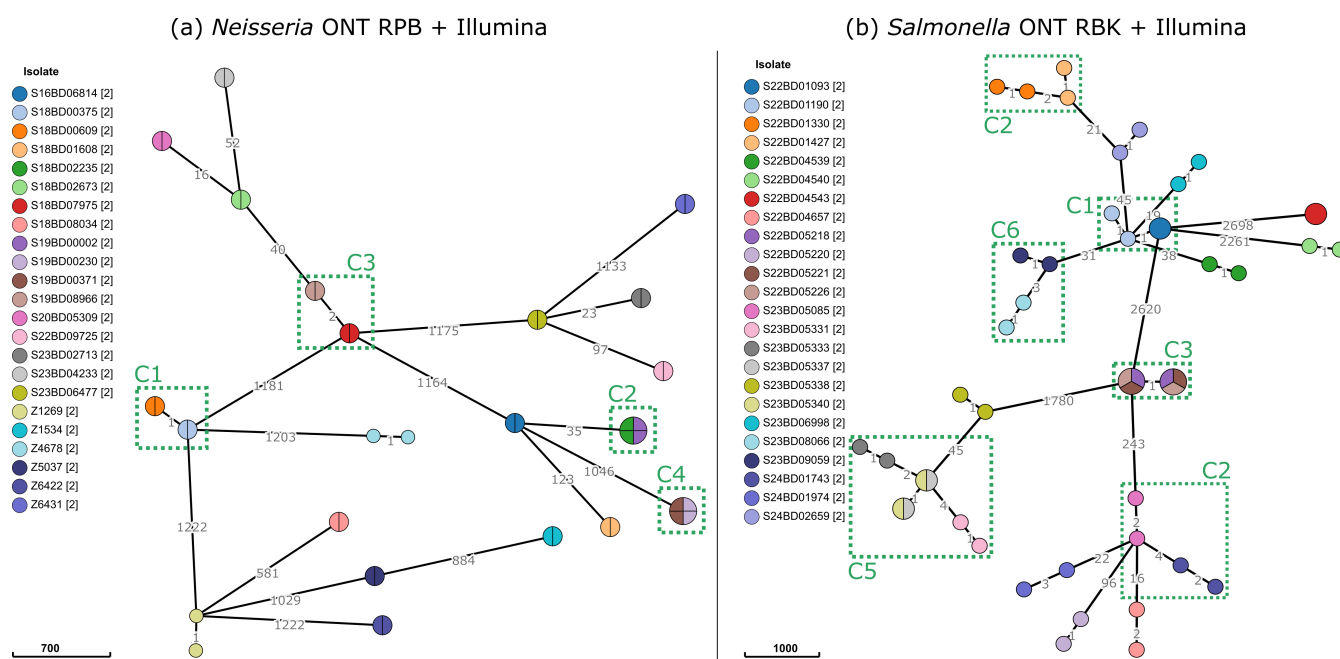 (a) Neisseria ONT RPB + Illumina
Isolate
S16BD06814 [2]
S18BD00375 [2]
S18BD00609 [2]
S18BD01608 [2]
S18BD02235 [2]
S18BD02673 [2]
S18BD07975 [2]
S18BD08034 [2]
S19BD00002 [2]
S19BD00230 [2]
S19BD00371 [2]
S19BD08966 [2]
S20BD05309 [2]
S22BD09725 [2]
S23BD02713 [2]
S23BD04233 [2]
S23BD06477 [2]
Z1269 [2]
Z1534 [2]
Z4678 [2]
Z5037 [2]
Z6422 [2]
Z6431 [2]
52
16
40
C3
2
1133
23
1175
97
C1
1181
1164
1
1203
1
35
C2
1046
C4
123
1222
581
884
1029
1222
1
700
(b) Salmonella ONT RBK + Illumina
Isolate
S22BD01093 [2]
S22BD01190 [2]
S22BD01330 [2]
S22BD01427 [2]
S22BD04539 [2]
S22BD04540 [2]
S22BD04543 [2]
S22BD04657 [2]
S22BD05218 [2]
S22BD05220 [2]
S22BD05221 [2]
S22BD05226 [2]
S23BD05085 [2]
S23BD05331 [2]
S23BD05333 [2]
S23BD05337 [2]
S23BD05338 [2]
S23BD05340 [2]
S23BD06998 [2]
S23BD08066 [2]
S23BD09059 [2]
S24BD01743 [2]
S24BD01974 [2]
S24BD02659 [2]
1
1
2
C2
21
1
1
45
C1
19
1
1
2698
2261
1
C6
31
38
1
1
3
1
2620
C3
1
1780
1
243
45
C2
1
2
1
4
1
C5
2
22
4
3
96
16
2
1
2
1000